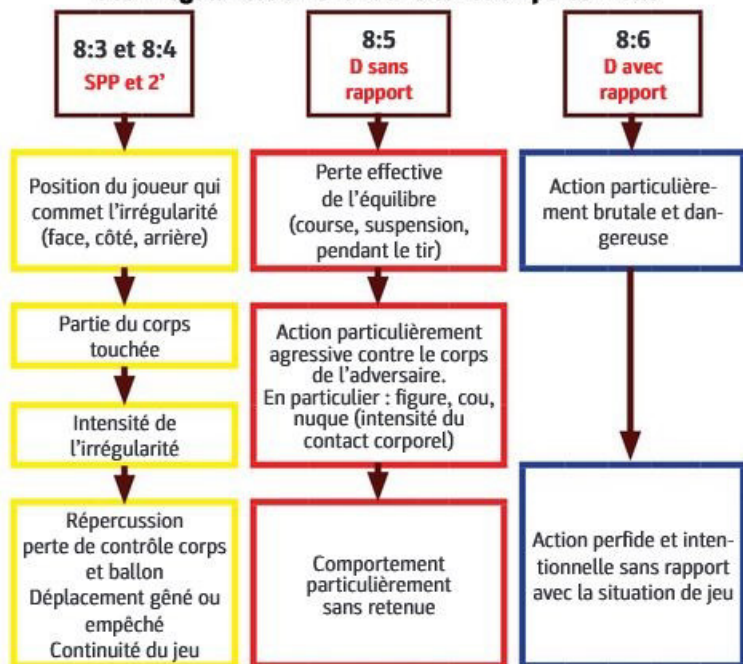 8:3 et 8:4
SPP et 2'
Position du joueur qui
commet l'irrégularité
(face, côté, arrière)
Partie du corps
touchée
Intensité de
l'irrégularité
Répercussion
perte de contrôle corps
et ballon
Déplacement gêné ou
empêché
Continuité du jeu
8:5
D sans
rapport
Perte effective
de l'équilibre
(course, suspension,
pendant le tir)
Action particulièrement
agressive contre le corps
de l'adversaire.
En particulier : figure, cou,
nuque (intensité du
contact corporel)
Comportement
particulièrement
sans retenue
8:6
D avec
rapport
Action particulière-
ment brutale et dan-
gereuse
Action perfide et inten-
tionnelle sans rapport
avec la situation de jeu